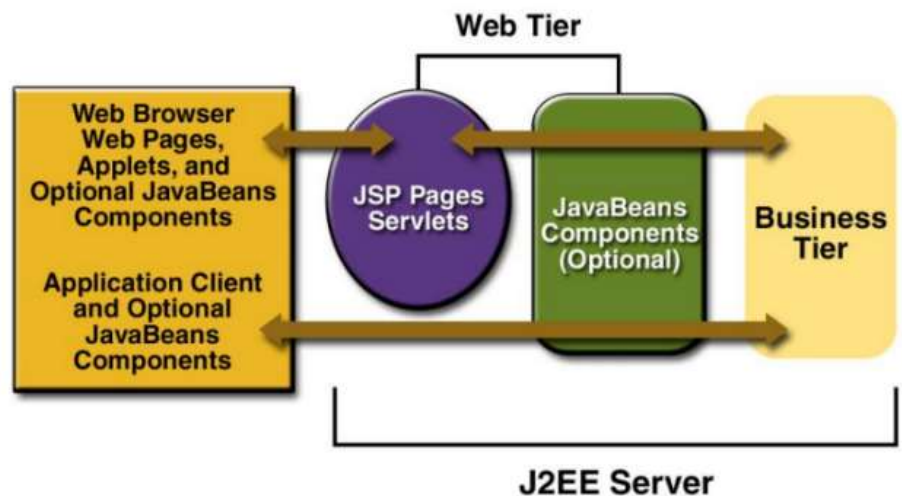 Web Tier
Web Browser
Web Pages,
Applets, and
Optional JavaBeans
Components
Application Client
and Optional
JavaBeans
Components
JSP Pages
Servlets
JavaBeans
Components
(Optional)
Business
Tier
J2EE Server